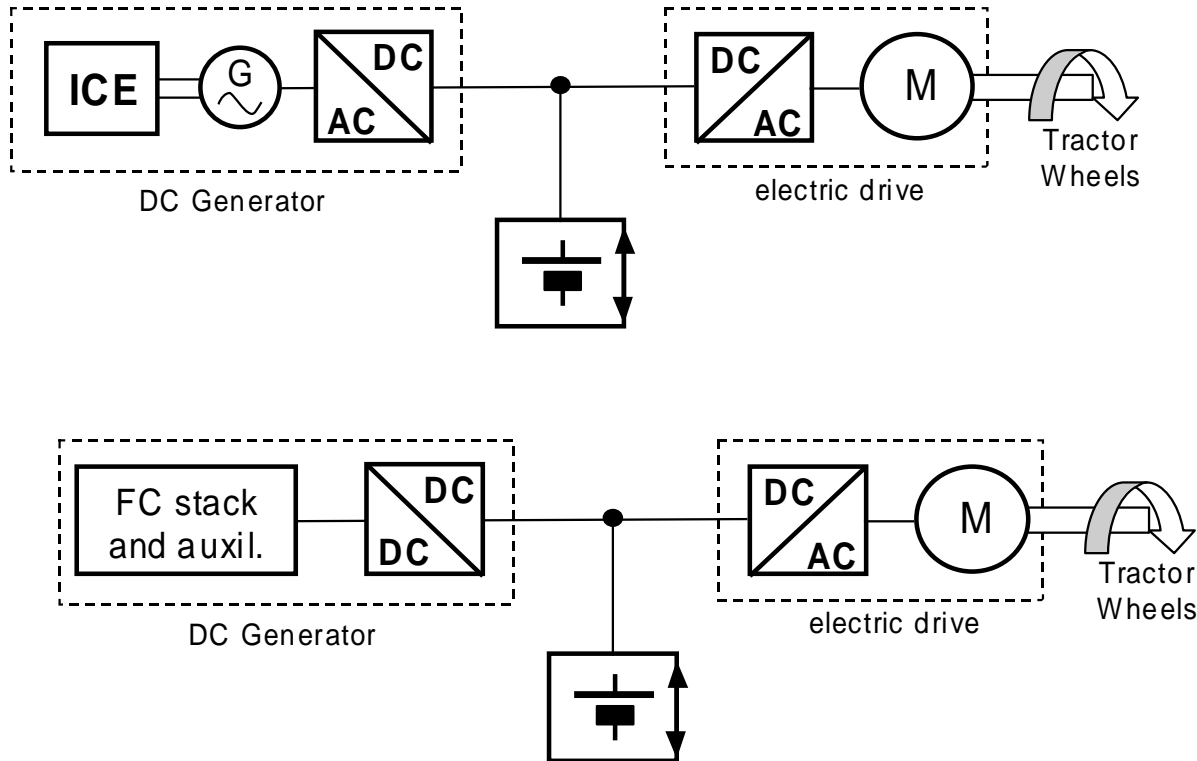 ICE
G
DC
AC
DC
AC
M
Tractor
Wheels
DC Generator
electric drive
FC stack
and auxil.
DC
DC
DC
AC
M
Tractor
Wheels
DC Generator
electric drive